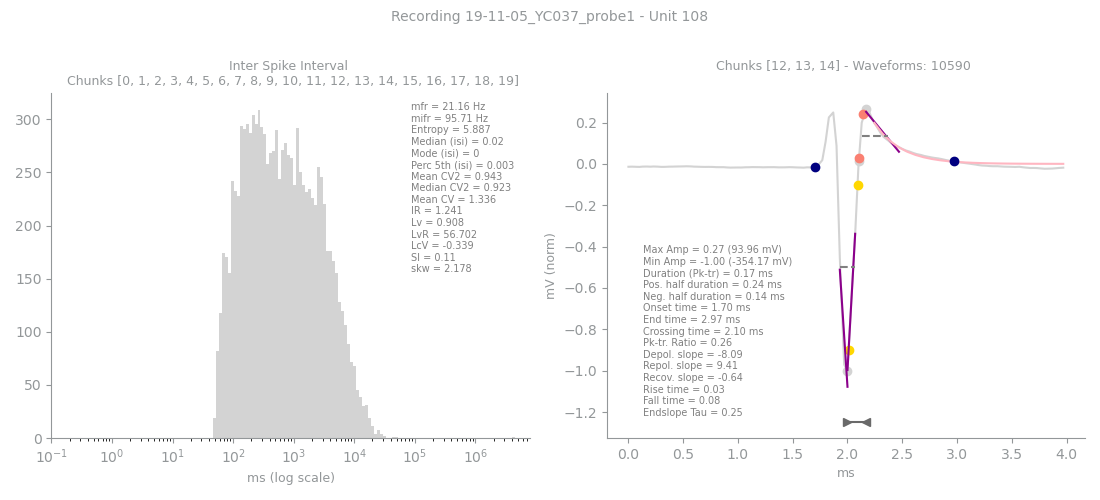 Recording 19-11-05_YC037_probe1 - Unit 108
Inter Spike Interval
Chunks [0, 1, 2, 3, 4, 5, 6, 7, 8, 9, 10, 11, 12, 13, 14, 15, 16, 17, 18, 19]
300
250
200
150
100
50
0
mfr = 21.16 Hz
mifr = 95.71 Hz
Entropy = 5.887
Median (isi) = 0.02
Mode (isi) = 0
Perc 5th (isi) = 0.003
Mean CV2 = 0.943
Median CV2 = 0.923
Mean CV = 1.336
IR = 1.241
Lv = 0.908
LvR = 56.702
LcV = -0.339
SI = 0.11
skw = 2.178
10⁻¹ 10⁰ 10¹ 10² 10³ 10⁴ 10⁵ 10⁶
ms (log scale)
Chunks [12, 13, 14] - Waveforms: 10590
mV (norm)
0.2
0.0
−0.2
−0.4
−0.6
−0.8
−1.0
−1.2
Max Amp = 0.27 (93.96 mV)
Min Amp = -1.00 (-354.17 mV)
Duration (Pk-tr) = 0.17 ms
Pos. half duration = 0.24 ms
Neg. half duration = 0.14 ms
Onset time = 1.70 ms
End time = 2.97 ms
Crossing time = 2.10 ms
Pk-tr. Ratio = 0.26
Depol. slope = -8.09
Repol. slope = 9.41
Recov. slope = -0.64
Rise time = 0.03
Fall time = 0.08
Endslope Tau = 0.25
0.0 0.5 1.0 1.5 2.0 2.5 3.0 3.5 4.0
ms